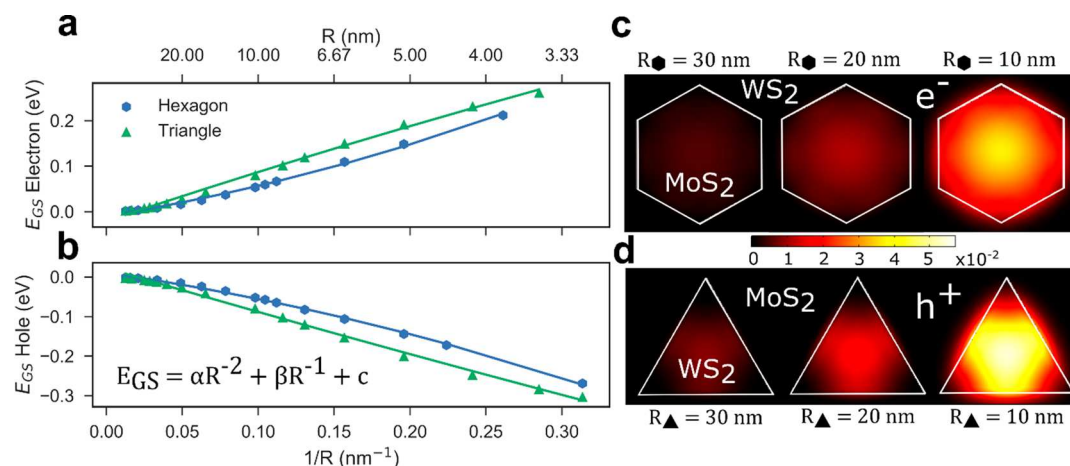 a
R (nm)
20.00 10.00 6.67 5.00 4.00 3.33
E_GS Electron (eV)
0.2
0.1
0.0
Hexagon
Triangle
b
E_GS Hole (eV)
0.0
−0.1
−0.2
−0.3
E_GS = αR⁻² + βR⁻¹ + c
0.00 0.05 0.10 0.15 0.20 0.25 0.30
1/R (nm⁻¹)
c
R⬢ = 30 nm R⬢ = 20 nm R⬢ = 10 nm
WS₂ e⁻
MoS₂
0 1 2 3 4 5 ×10⁻²
d
MoS₂ h⁺
WS₂
R▲ = 30 nm R▲ = 20 nm R▲ = 10 nm